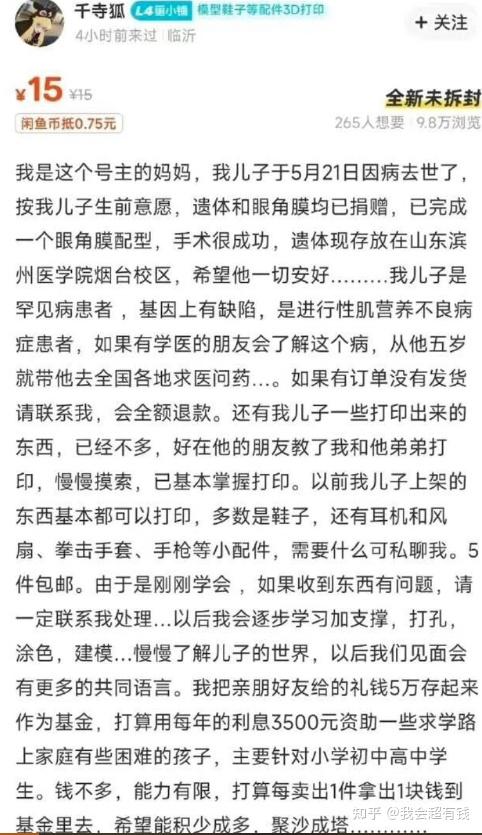 千寺狐 L4鱼小铺 模型鞋子等配件3D打印
+ 关注
4小时前来过 | 临沂
¥15 ¥15
全新未拆封
闲鱼币抵0.75元
265人想要 | 9.8万浏览
我是这个号主的妈妈，我儿子于5月21日因病去世了，
按我儿子生前意愿，遗体和眼角膜均已捐赠，已完成
一个眼角膜配型，手术很成功，遗体现存放在山东滨
州医学院烟台校区，希望他一切安好………我儿子是
罕见病患者 ，基因上有缺陷，是进行性肌营养不良病
症患者，如果有学医的朋友会了解这个病，从他五岁
就带他去全国各地求医问药…。如果有订单没有发货
请联系我，会全额退款。还有我儿子一些打印出来的
东西，已经不多，好在他的朋友教了我和他弟弟打
印，慢慢摸索，已基本掌握打印。以前我儿子上架的
东西基本都可以打印，多数是鞋子，还有耳机和风
扇、拳击手套、手枪等小配件，需要什么可私聊我。5
件包邮。由于是刚刚学会 ，如果收到东西有问题，请
一定联系我处理…以后我会逐步学习加支撑，打孔，
涂色，建模…慢慢了解儿子的世界，以后我们见面会
有更多的共同语言。我把亲朋好友给的礼钱5万存起来
作为基金，打算用每年的利息3500元资助一些求学路
上家庭有些困难的孩子，主要针对小学初中高中学
生。钱不多，能力有限，打算每卖出1件拿出1块钱到
基金里去，希望能积少成多，聚沙成塔…………
知乎 @我会超有钱